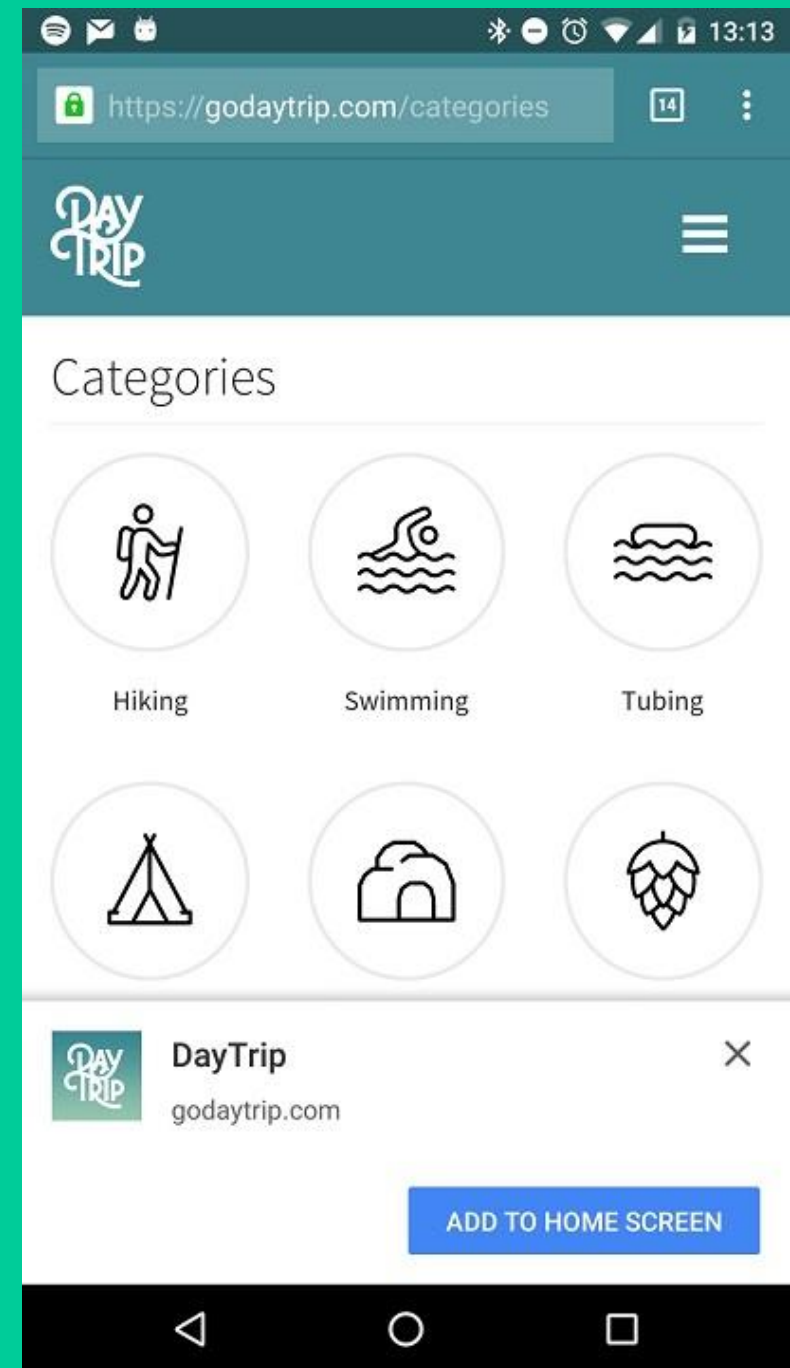 13:13
https://godaytrip.com/categories
14
DAY
TRIP
Categories
Hiking
Swimming
Tubing
DAY
TRIP
DayTrip
godaytrip.com
ADD TO HOME SCREEN